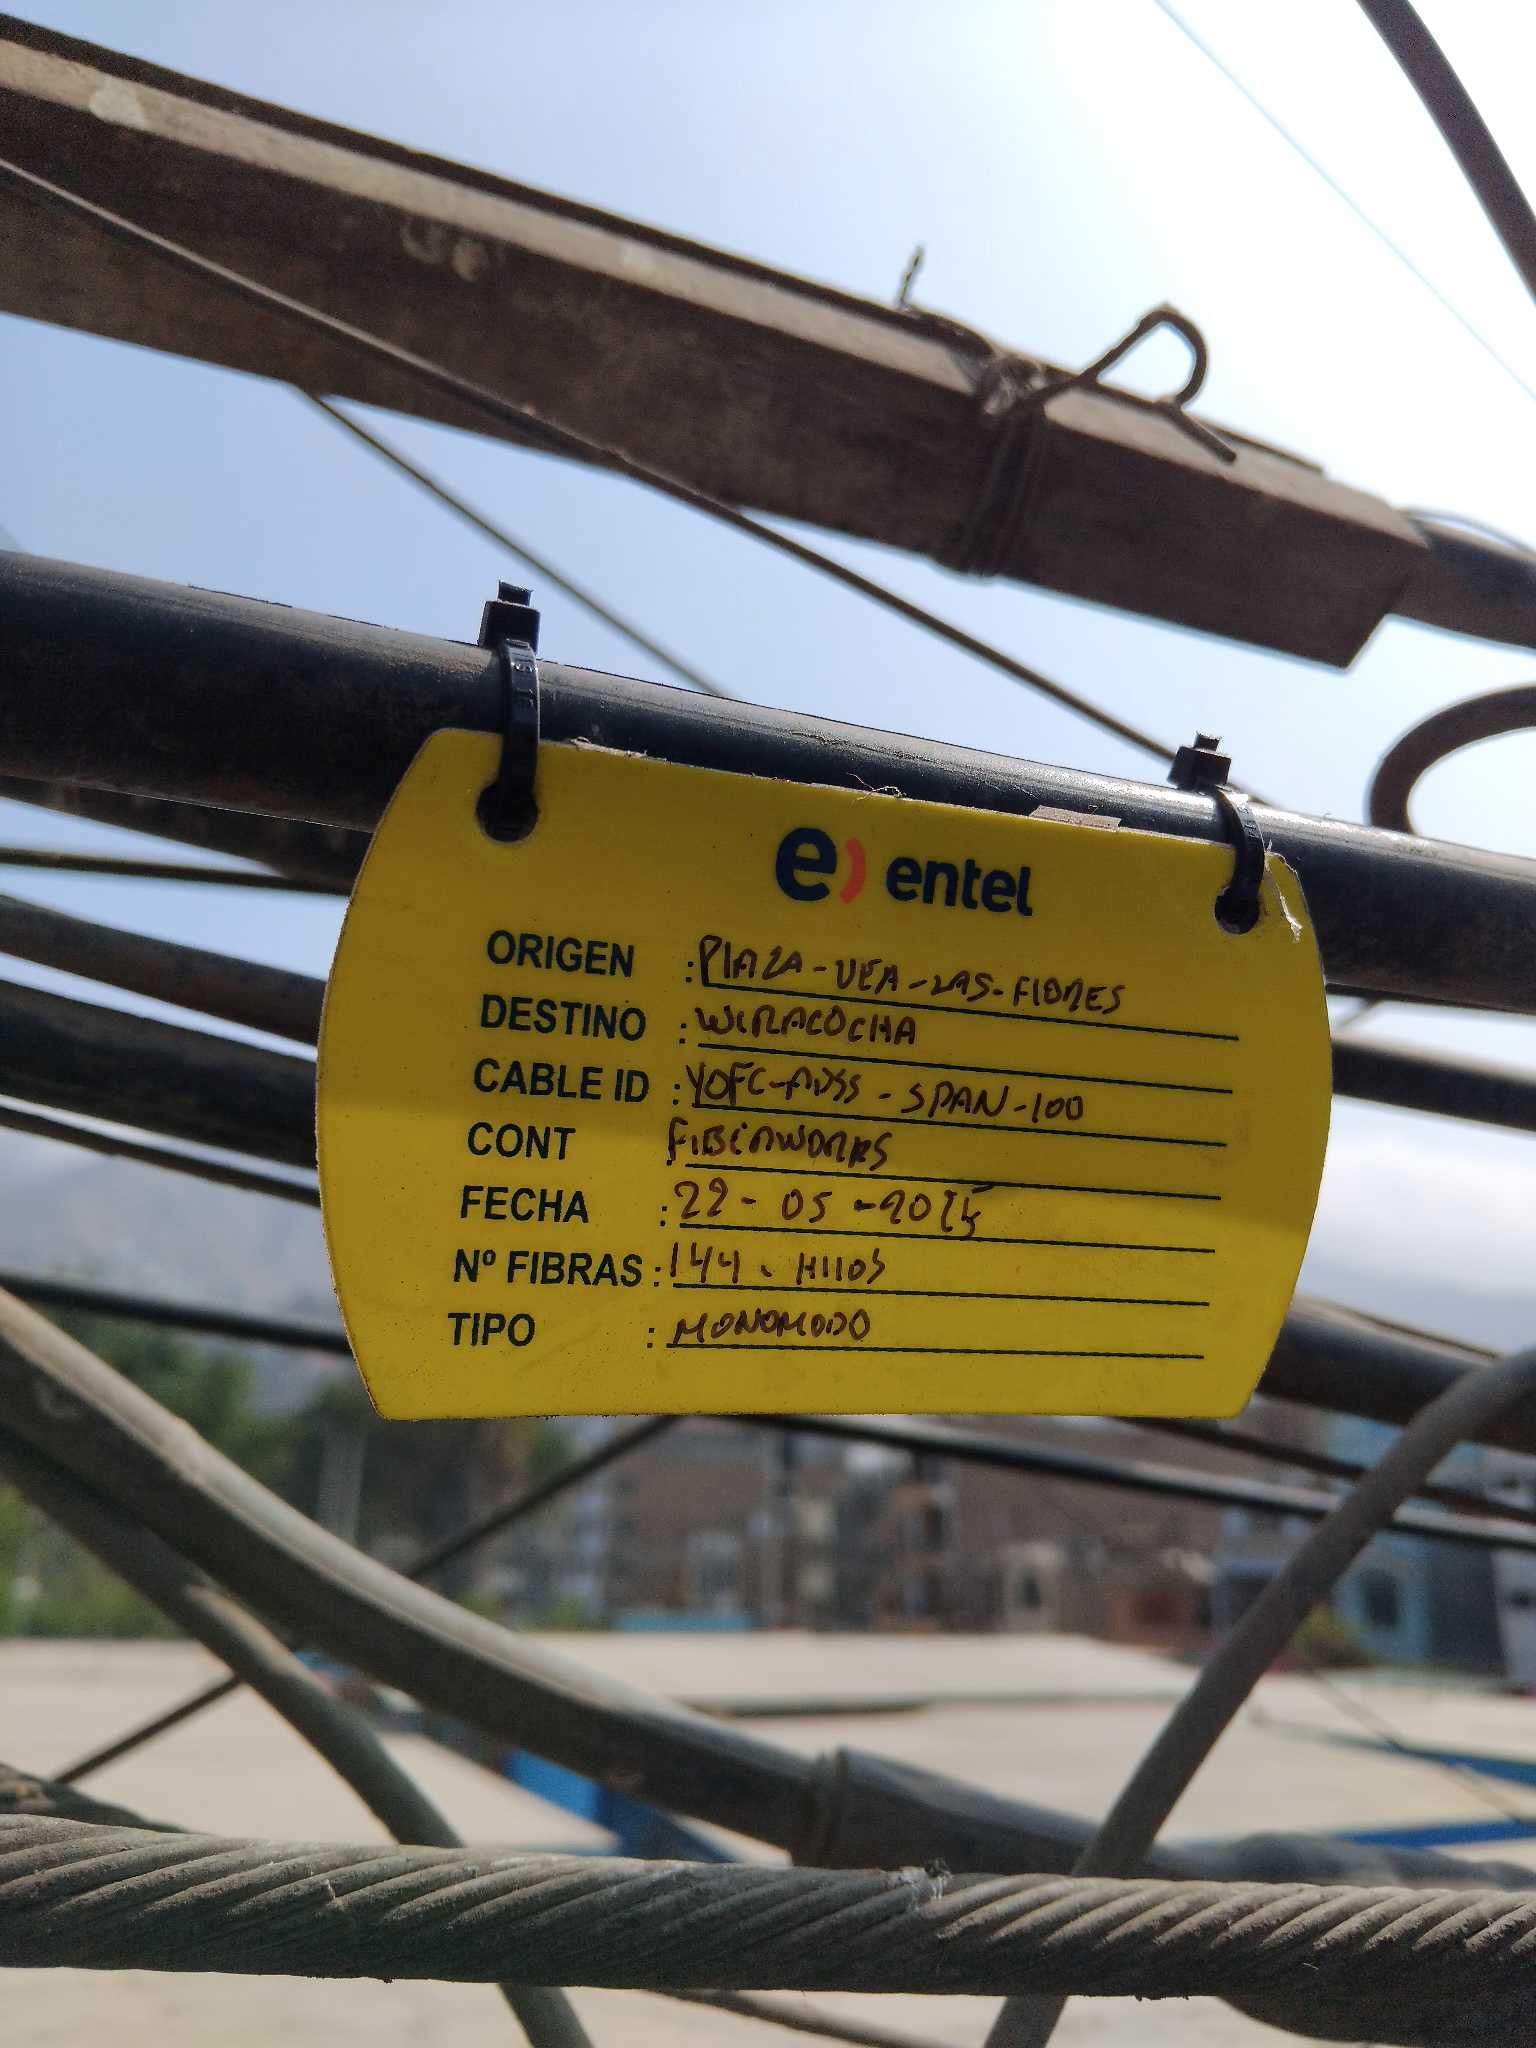 e) entel
ORIGEN : PlAZA-VEA-LAS-FlORES
DESTINO : WIRACOCHA
CABLE ID : YOFC-ADSS-SPAN-100
CONT FIBERWORKS
FECHA : 22-05-2025
Nº FIBRAS : 144. HIlOS
TIPO : MONOMODO